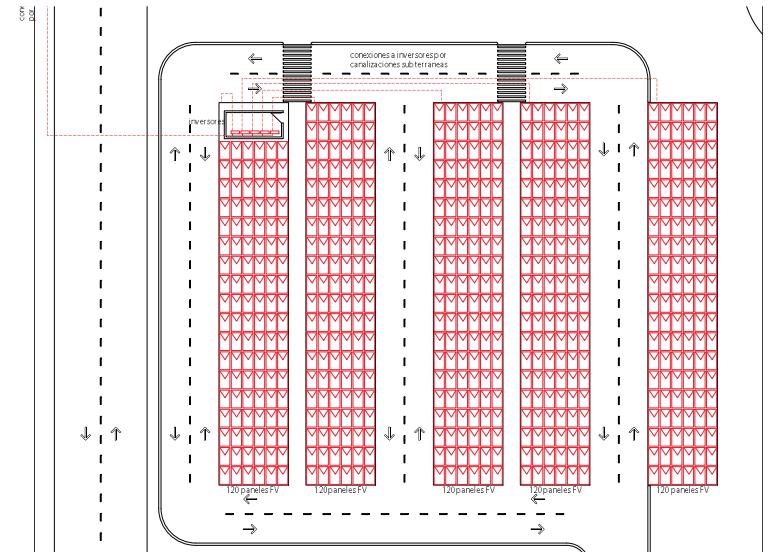 conexiones a inversores por
canalizaciones subterraneas
inversores
120 paneles FV
120 paneles FV
120 paneles FV
120 paneles FV
120 paneles FV